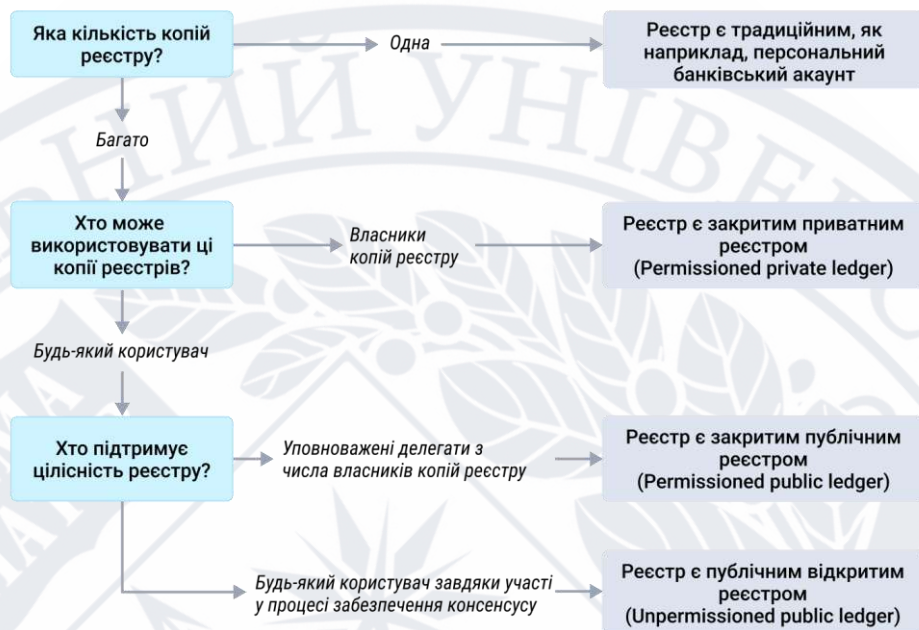 Яка кількість копій
реєстру?
Одна
Реєстр є традиційним, як
наприклад, персональний
банківський акаунт
Багато
Хто може
використовувати ці
копії реєстрів?
Власники
копій реєстру
Реєстр є закритим приватним
реєстром
(Permissioned private ledger)
Будь-який користувач
Хто підтримує
цілісність реєстру?
Уповноважені делегати з
числа власників копій реєстру
Реєстр є закритим публічним
реєстром
(Permissioned public ledger)
Будь-який користувач завдяки участі
у процесі забезпечення консенсусу
Реєстр є публічним відкритим
реєстром
(Unpermissioned public ledger)